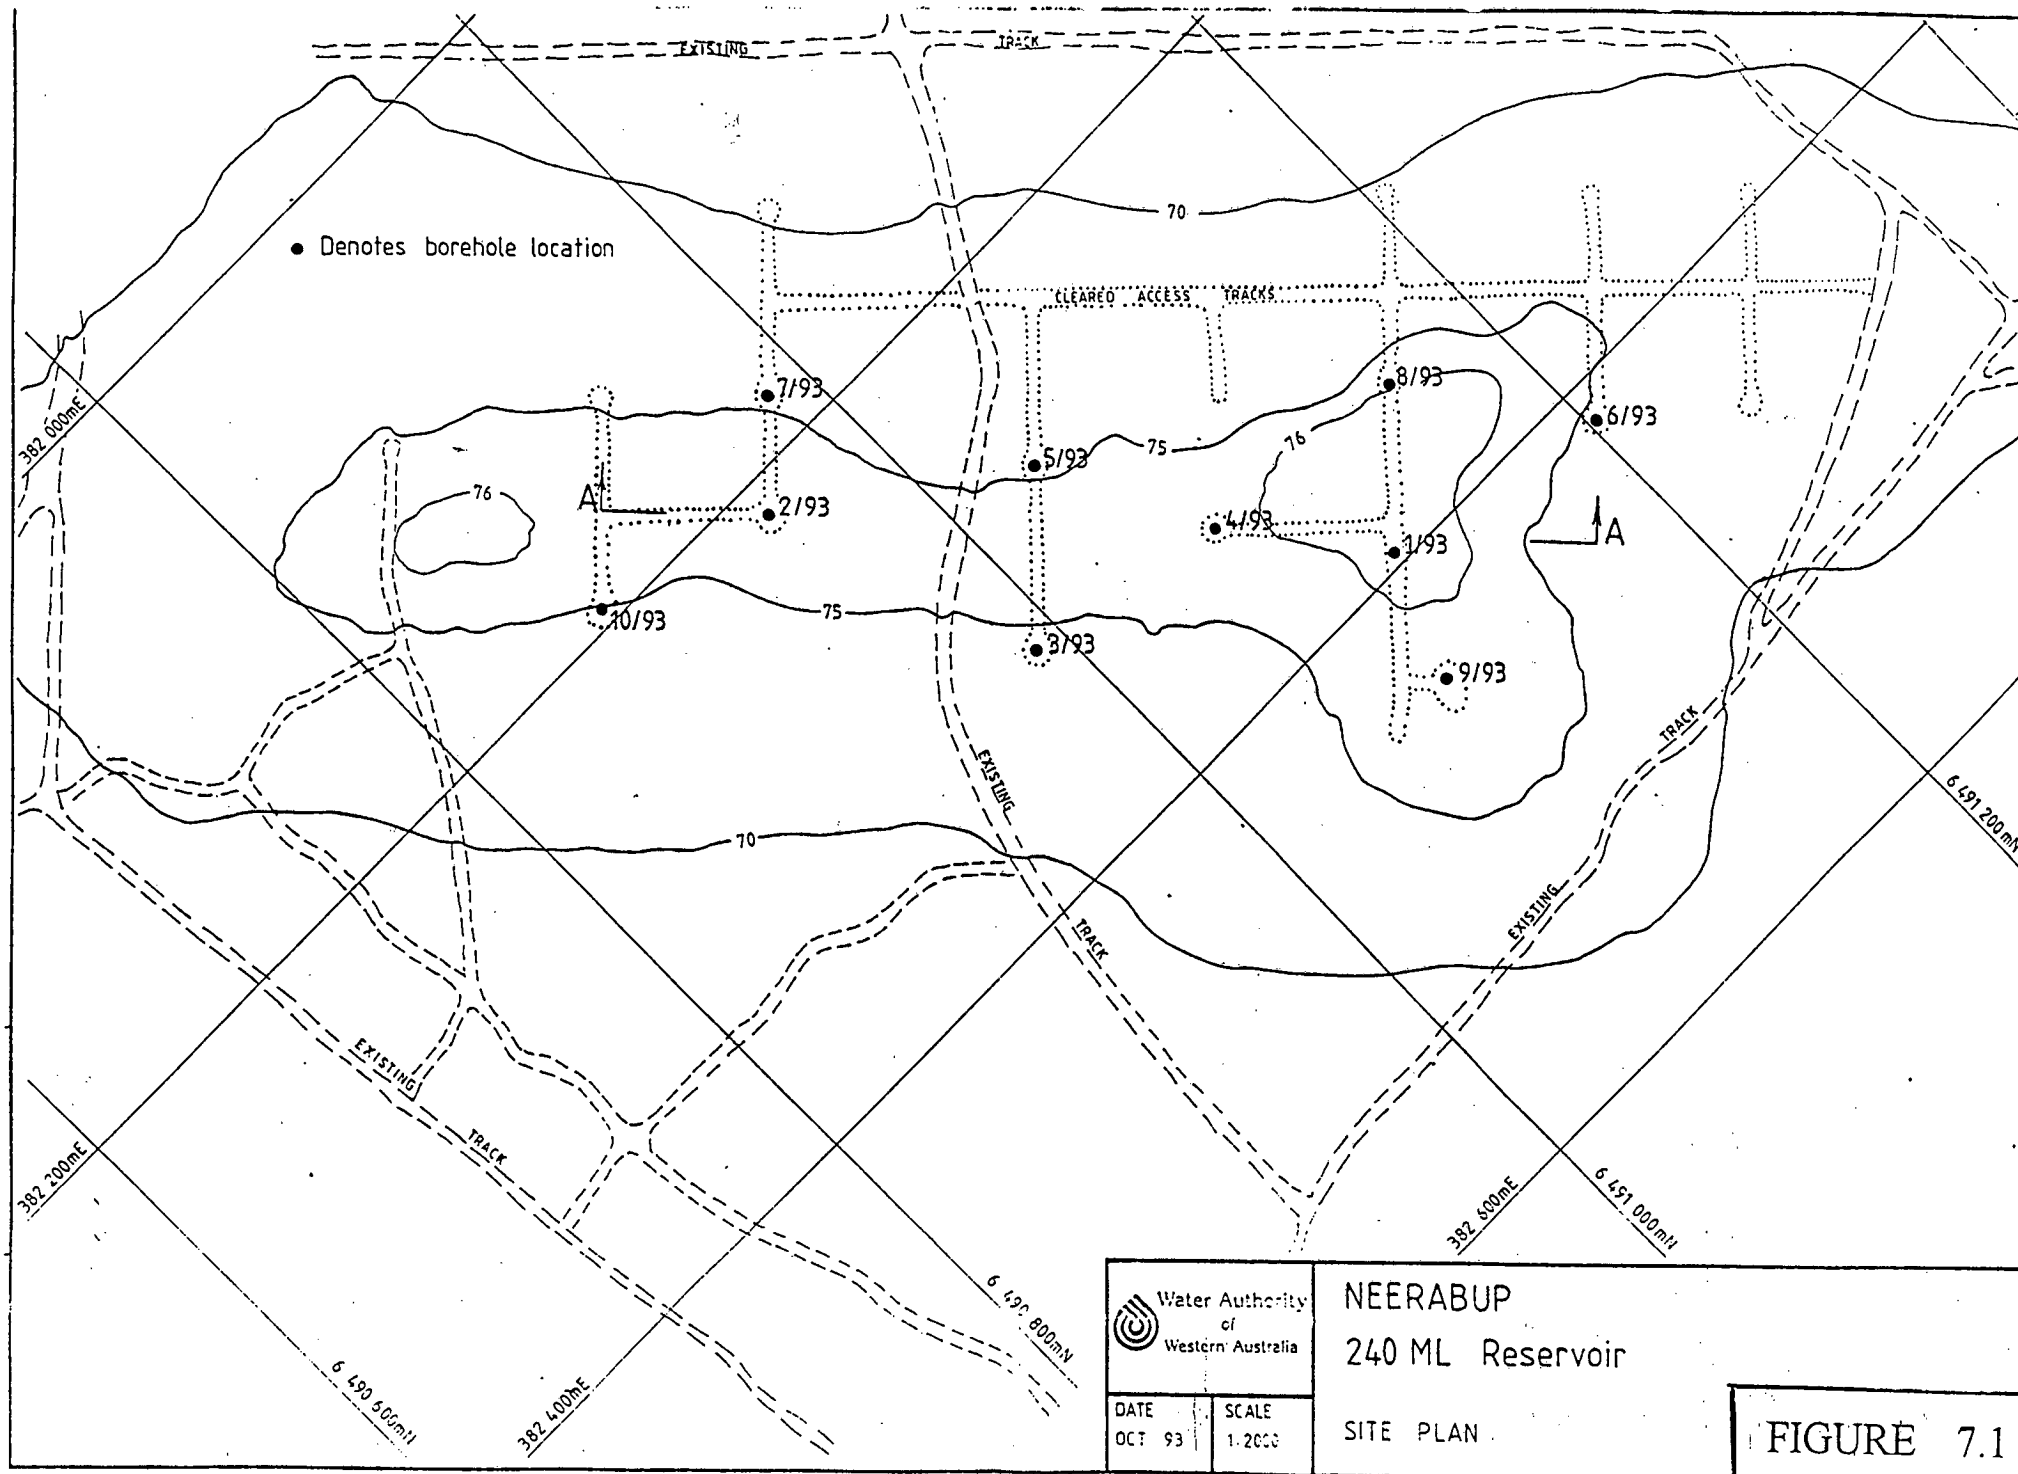 EXISTING TRACK
70
● Denotes borehole location
CLEARED ACCESS TRACKS
7/93
8/93
6/93
382 000mE
5/93
75
76
76
A
2/93
4/93
1/93
A
10/93
75
3/93
9/93
EXISTING
TRACK
6 491 200mN
70
EXISTING
TRACK
EXISTING
TRACK
382 200mE
382 600mE
6 491 000mN
6 490 800mN
6 490 600mN
382 400mE
Water Authority
of
Western Australia
NEERABUP
240 ML Reservoir
DATE
OCT 93
SCALE
SITE PLAN
FIGURE 7.1